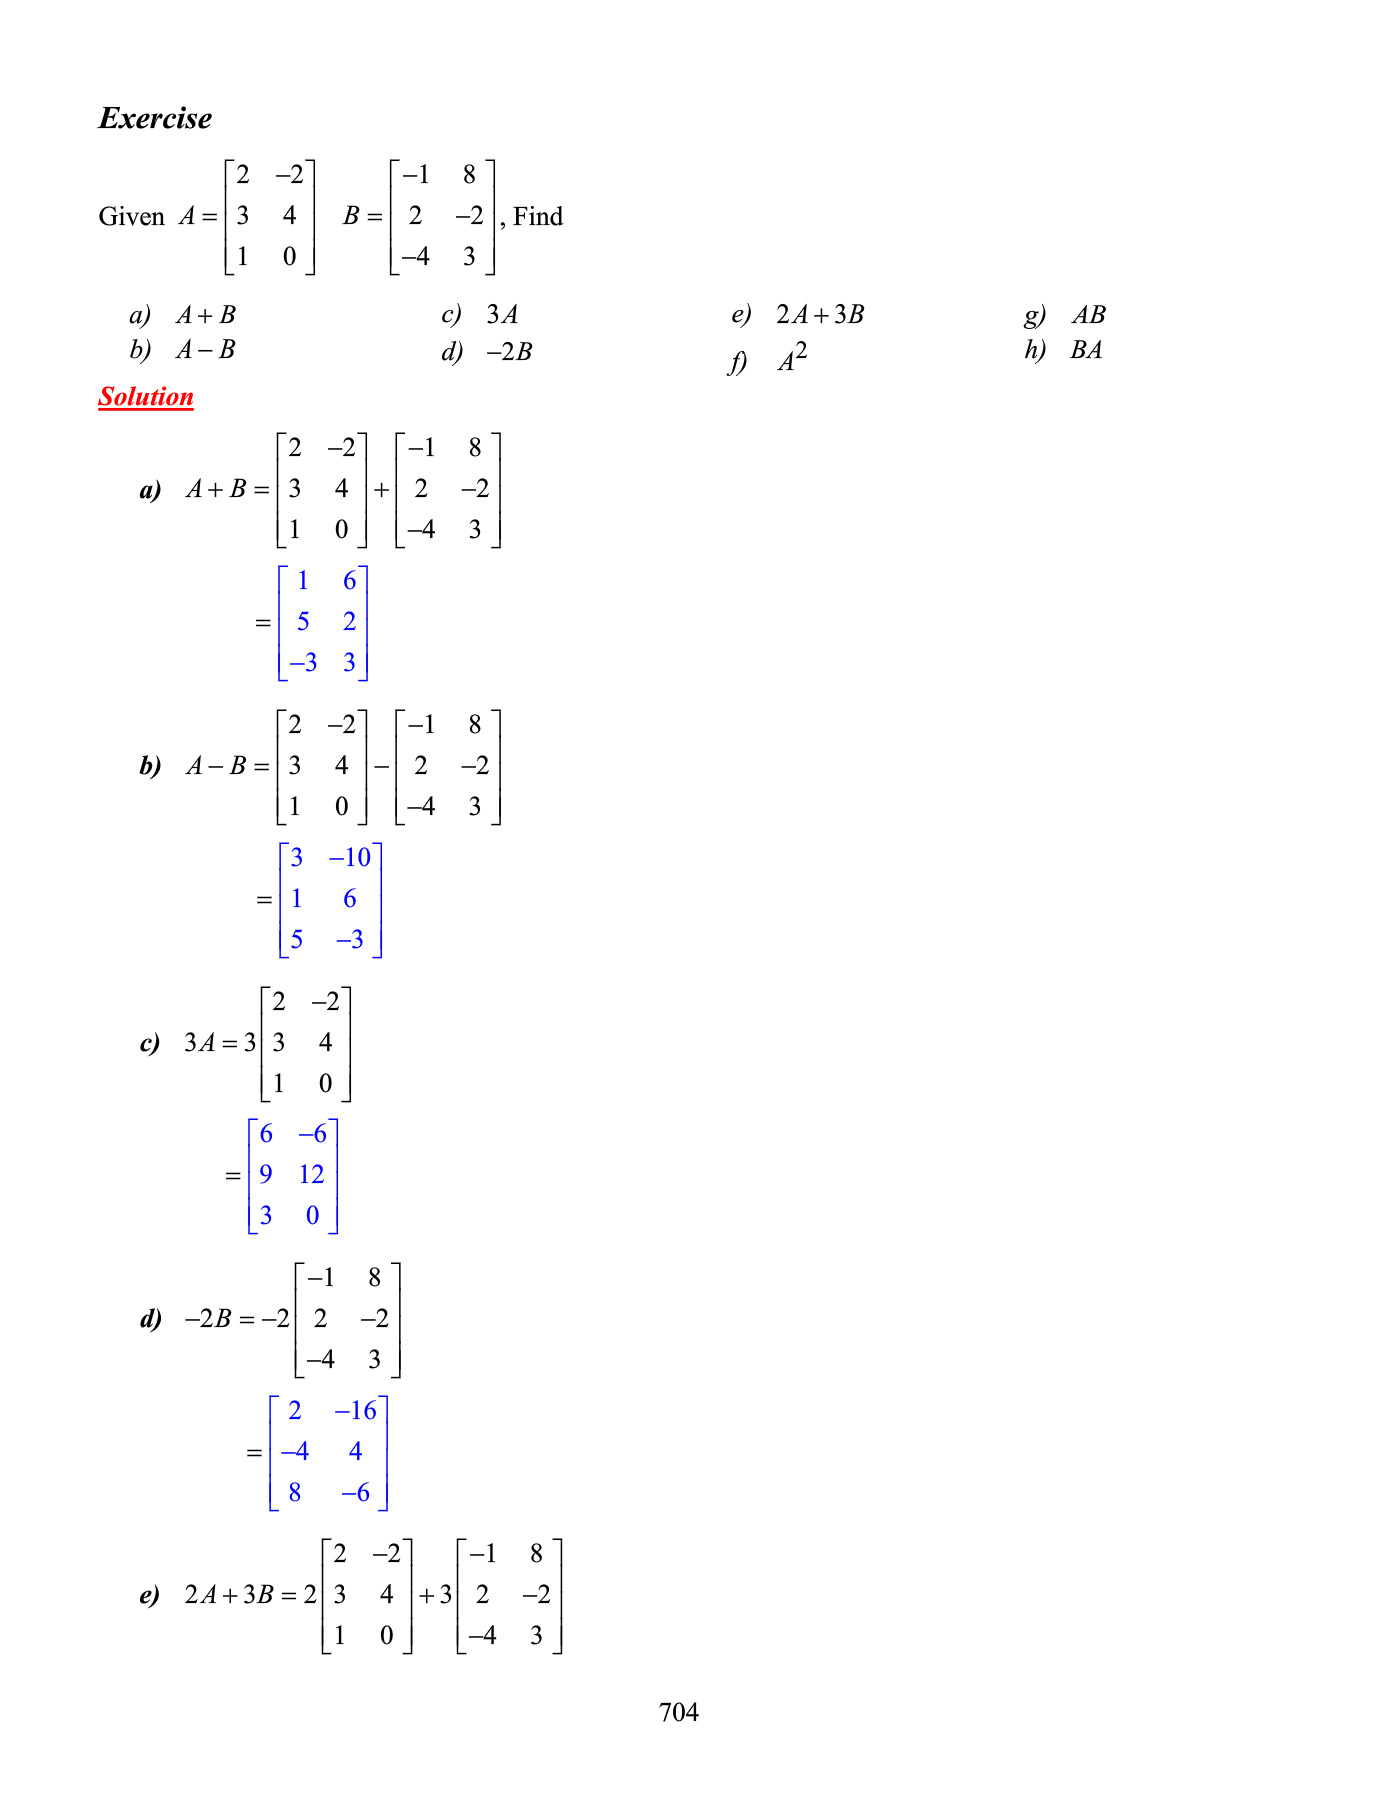 Exercise
Given A = [2 −2; 3 4; 1 0] B = [−1 8; 2 −2; −4 3], Find
a) A + B c) 3A e) 2A + 3B g) AB
b) A − B d) −2B f) A² h) BA
Solution
a) A + B = [2 −2; 3 4; 1 0] + [−1 8; 2 −2; −4 3]
= [1 6; 5 2; −3 3]
b) A − B = [2 −2; 3 4; 1 0] − [−1 8; 2 −2; −4 3]
= [3 −10; 1 6; 5 −3]
c) 3A = 3[2 −2; 3 4; 1 0]
= [6 −6; 9 12; 3 0]
d) −2B = −2[−1 8; 2 −2; −4 3]
= [2 −16; −4 4; 8 −6]
e) 2A + 3B = 2[2 −2; 3 4; 1 0] + 3[−1 8; 2 −2; −4 3]
704